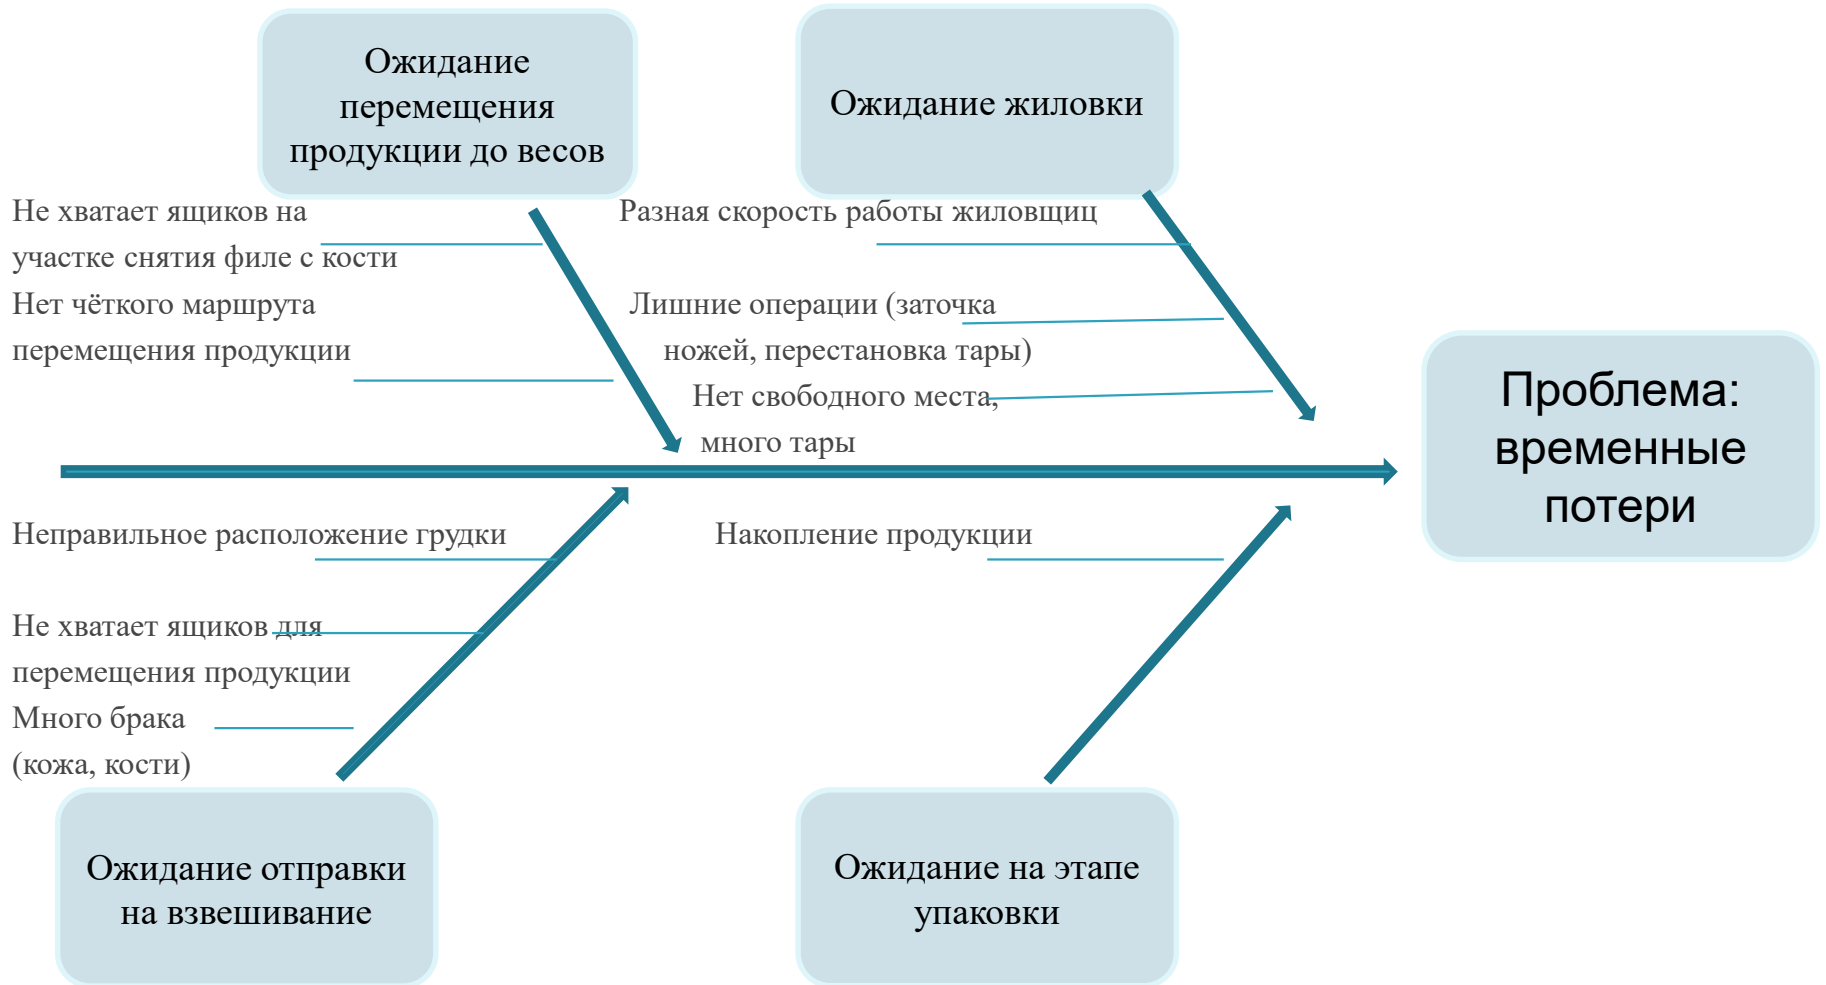 Ожидание
перемещения
продукции до весов
Ожидание жиловки
Не хватает ящиков на
участке снятия филе с кости
Нет чёткого маршрута
перемещения продукции
Разная скорость работы жиловщиц
Лишние операции (заточка
ножей, перестановка тары)
Нет свободного места,
много тары
Проблема:
временные
потери
Неправильное расположение грудки
Не хватает ящиков для
перемещения продукции
Много брака
(кожа, кости)
Накопление продукции
Ожидание отправки
на взвешивание
Ожидание на этапе
упаковки